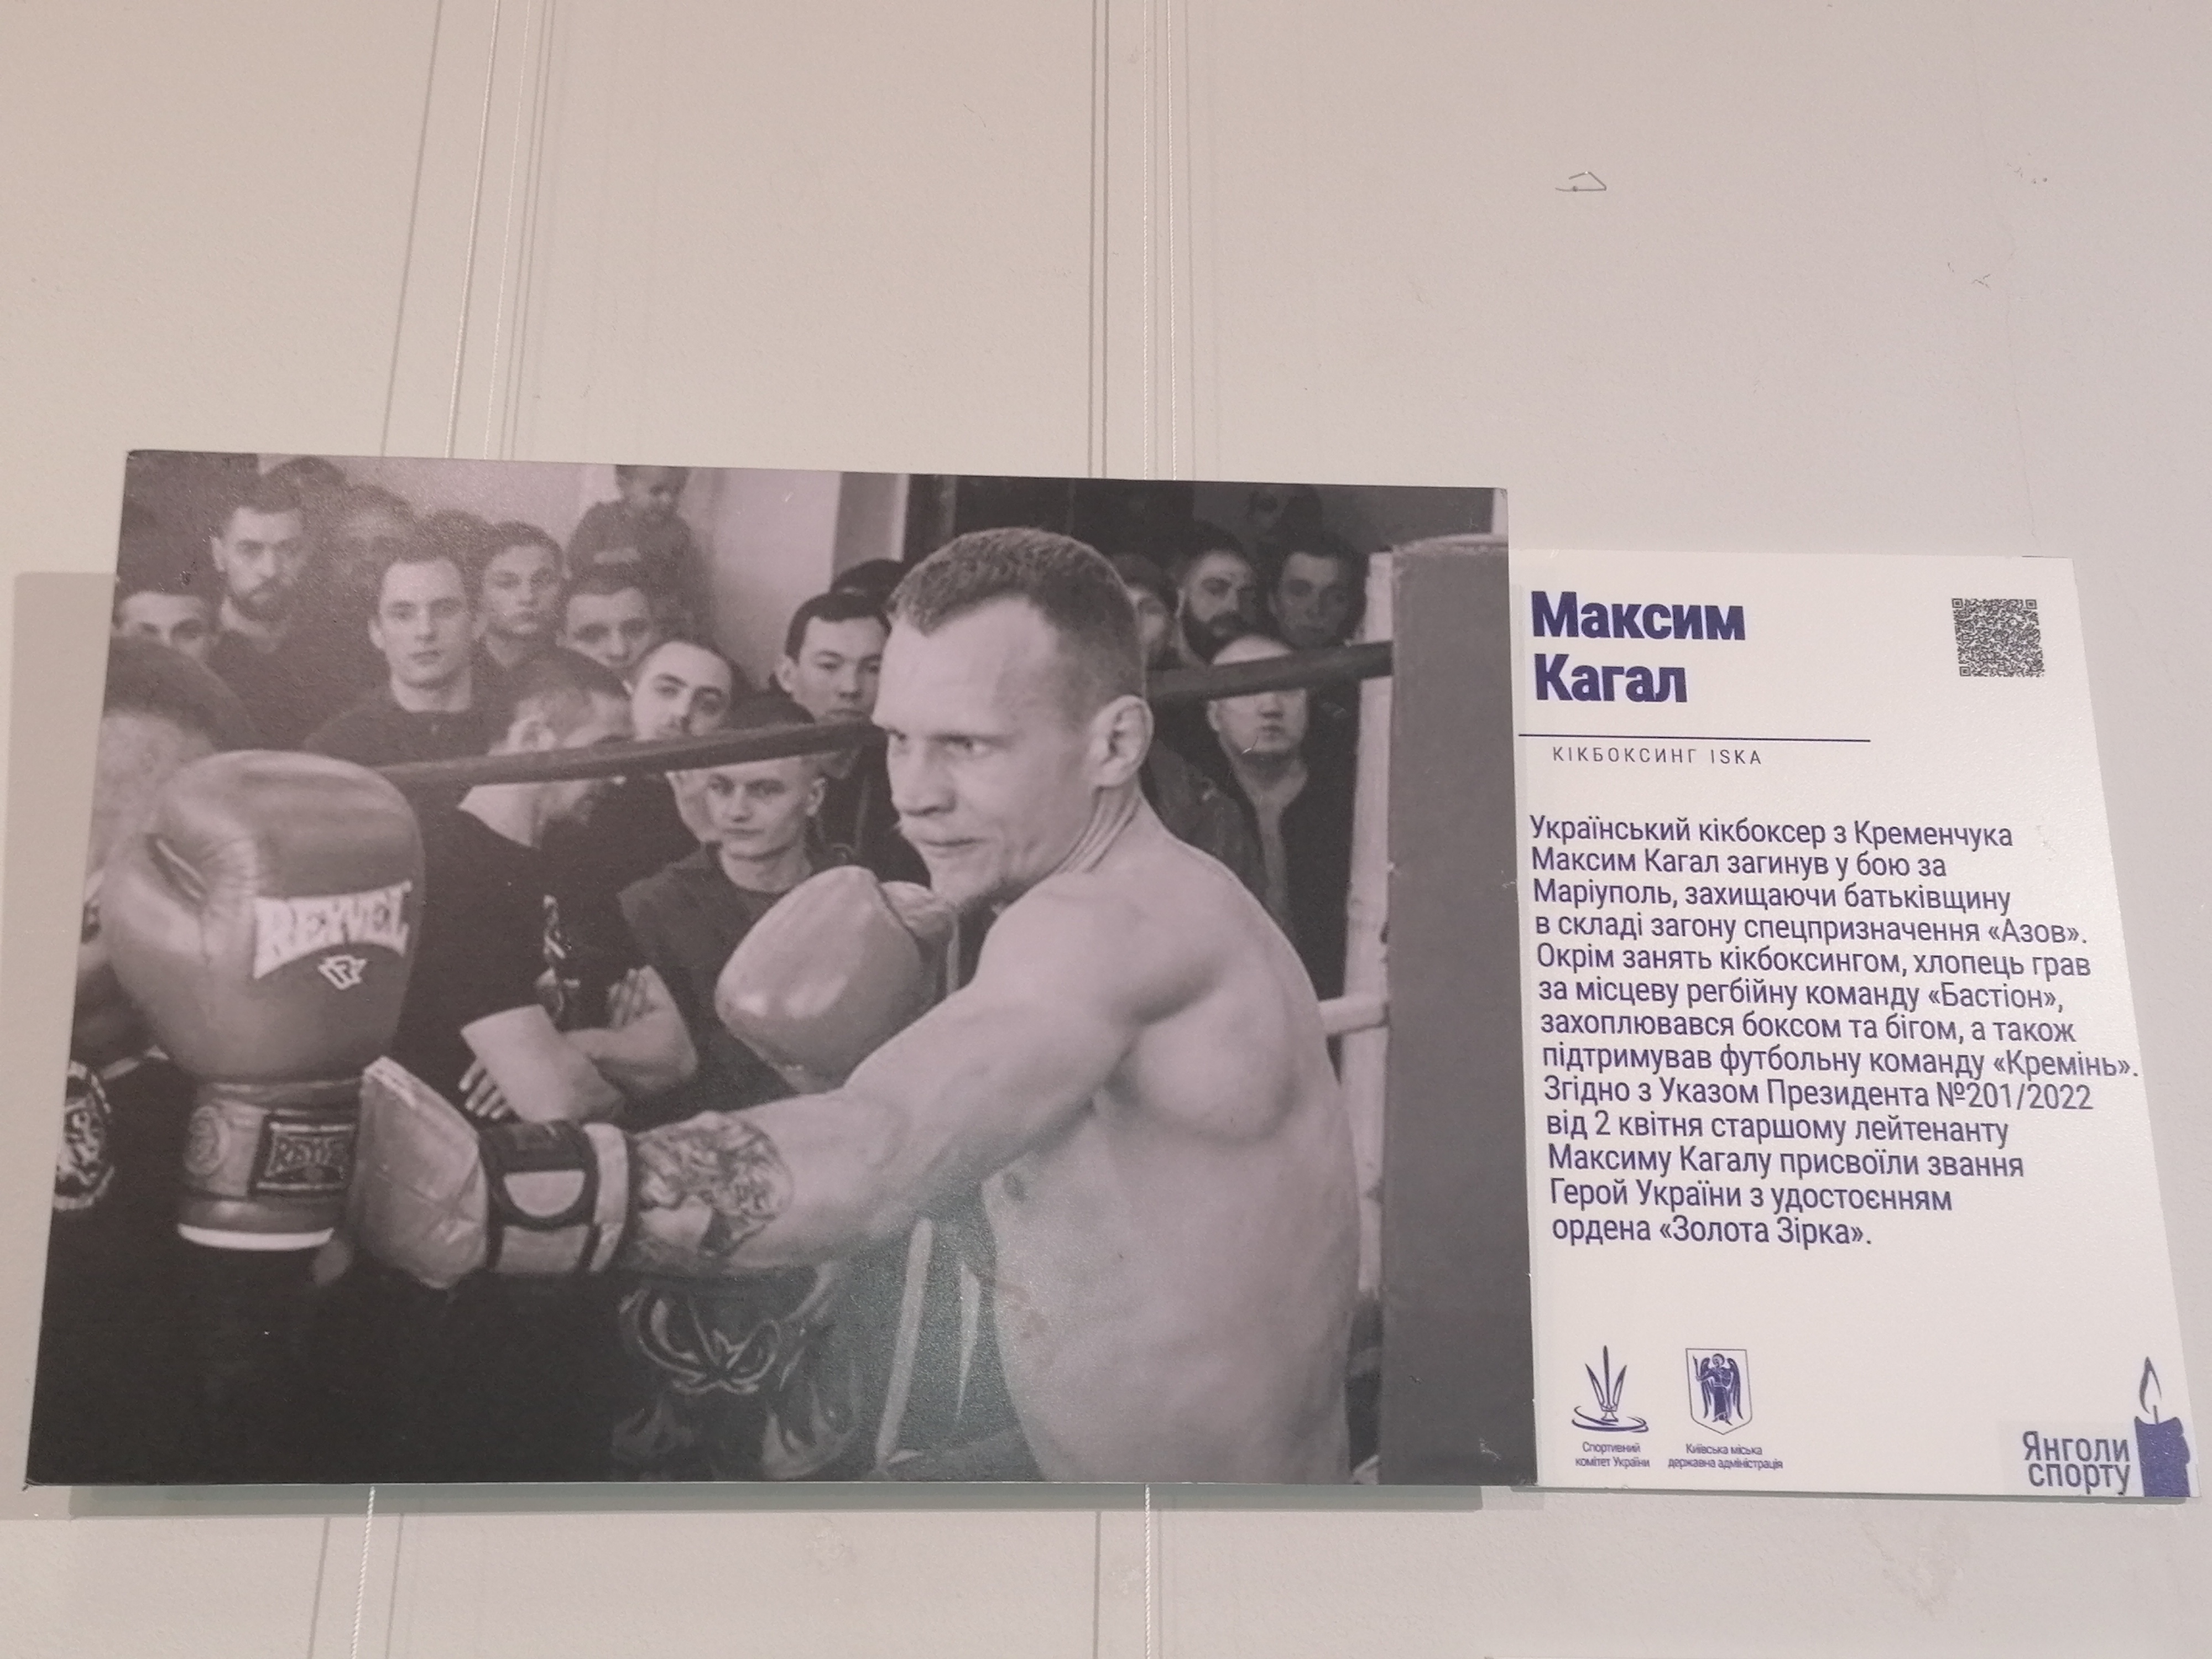 Максим
Кагал
КІКБОКСИНГ ISKA
Український кікбоксер з Кременчука
Максим Кагал загинув у бою за
Маріуполь, захищаючи батьківщину
в складі загону спецпризначення «Азов».
Окрім занять кікбоксингом, хлопець грав
за місцеву регбійну команду «Бастіон»,
захоплювався боксом та бігом, а також
підтримував футбольну команду «Кремінь».
Згідно з Указом Президента №201/2022
від 2 квітня старшому лейтенанту
Максиму Кагалу присвоїли звання
Герой України з удостоєнням
ордена «Золота Зірка».
Спортивний
комітет України
Київська міська
державна адміністрація
Янголи
спорту